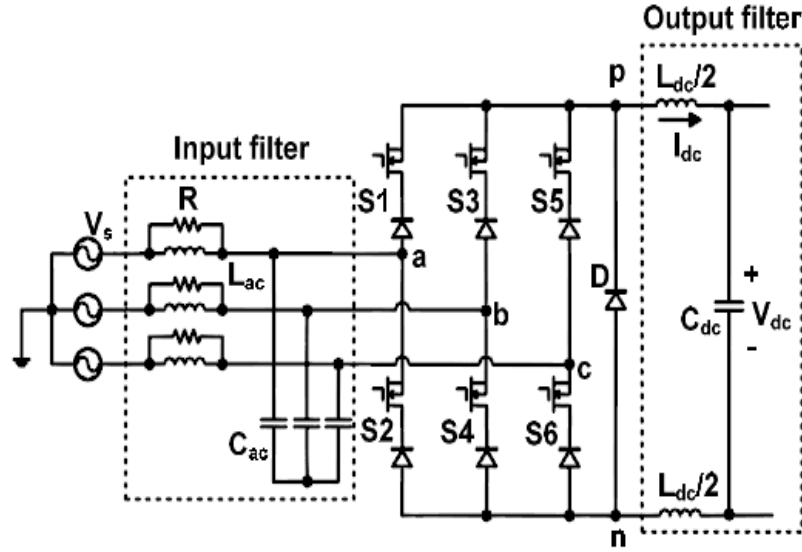 Output filter
p
L_dc/2
I_dc
Input filter
R
S1
S3
S5
V_s
a
L_ac
b
D
+
C_dc
V_dc
-
c
C_ac
S2
S4
S6
L_dc/2
n